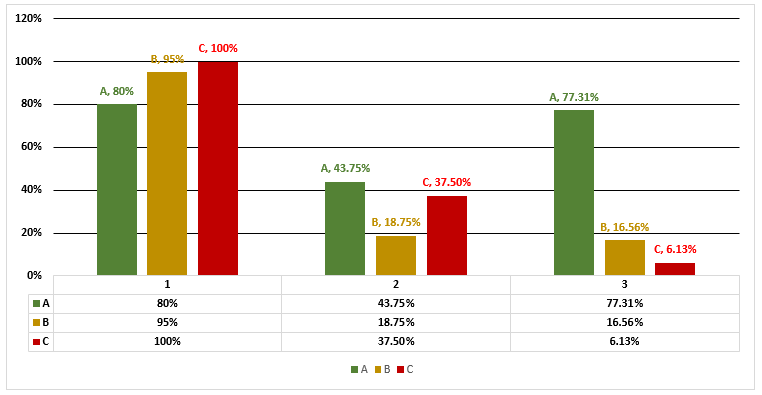 120%
C, 100%
B, 95%
100%
A, 80%
A, 77.31%
80%
60%
A, 43.75%
C, 37.50%
40%
B, 18.75%
B, 16.56%
20%
C, 6.13%
0%
1 2 3
A 80% 43.75% 77.31%
B 95% 18.75% 16.56%
C 100% 37.50% 6.13%
A B C